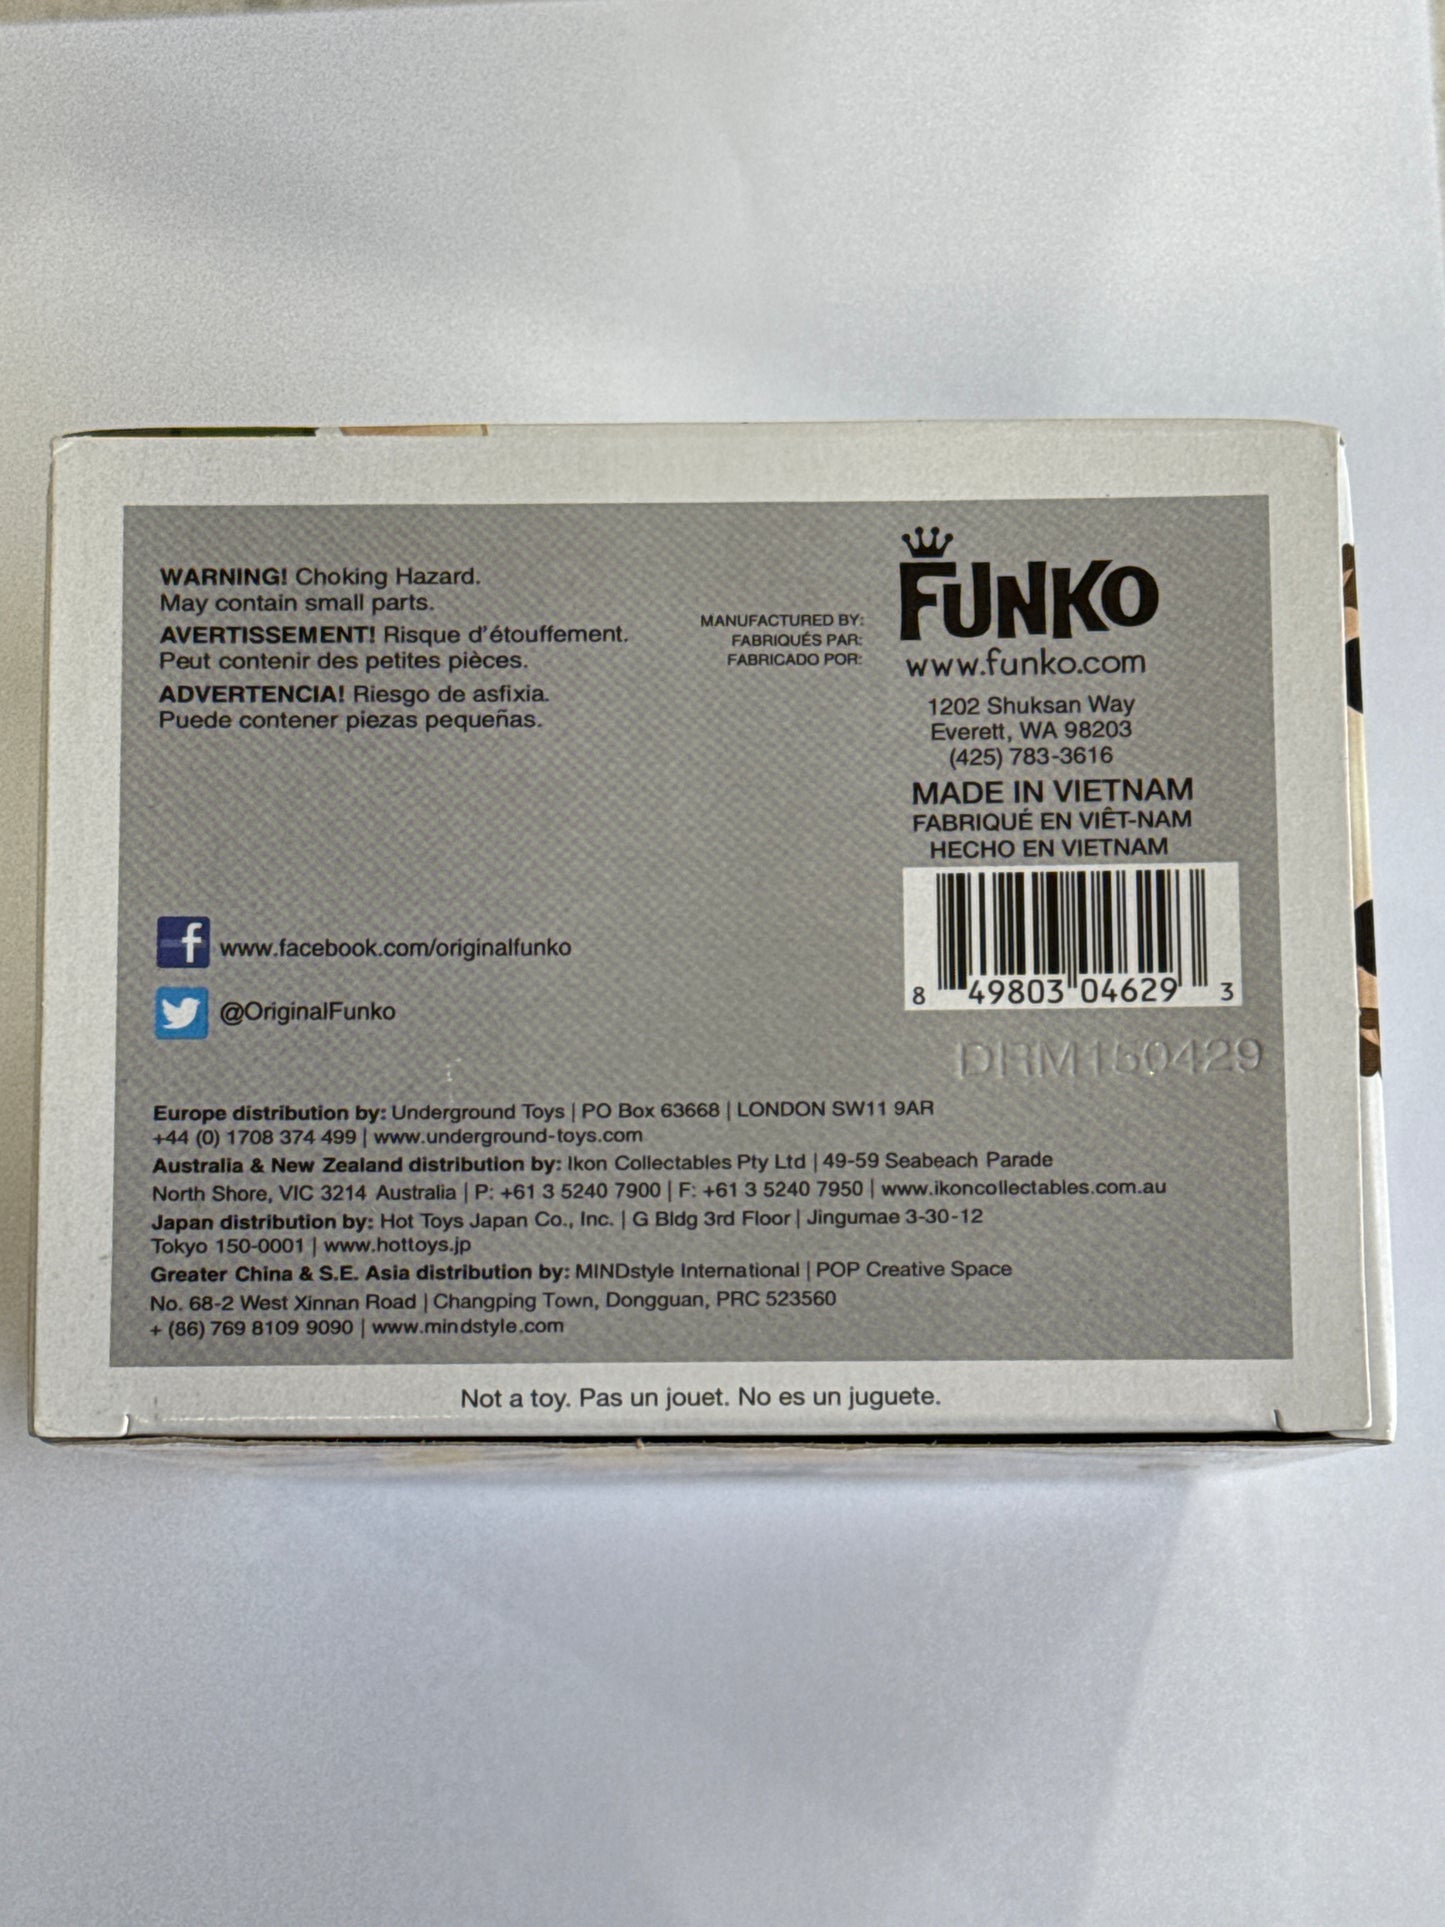 WARNING! Choking Hazard.
May contain small parts.
AVERTISSEMENT! Risque d'étouffement.
Peut contenir des petites pièces.
ADVERTENCIA! Riesgo de asfixia.
Puede contener piezas pequeñas.
MANUFACTURED BY:
FABRIQUÉS PAR:
FABRICADO POR:
FUNKO
www.funko.com
1202 Shuksan Way
Everett, WA 98203
(425) 783-3616
MADE IN VIETNAM
FABRIQUÉ EN VIÊT-NAM
HECHO EN VIETNAM
8 49803 04629 3
DRM150429
f www.facebook.com/originalfunko
@OriginalFunko
Europe distribution by: Underground Toys | PO Box 63668 | LONDON SW11 9AR
+44 (0) 1708 374 499 | www.underground-toys.com
Australia & New Zealand distribution by: Ikon Collectables Pty Ltd | 49-59 Seabeach Parade
North Shore, VIC 3214 Australia | P: +61 3 5240 7900 | F: +61 3 5240 7950 | www.ikoncollectables.com.au
Japan distribution by: Hot Toys Japan Co., Inc. | G Bldg 3rd Floor | Jingumae 3-30-12
Tokyo 150-0001 | www.hottoys.jp
Greater China & S.E. Asia distribution by: MINDstyle International | POP Creative Space
No. 68-2 West Xinnan Road | Changping Town, Dongguan, PRC 523560
+ (86) 769 8109 9090 | www.mindstyle.com
Not a toy. Pas un jouet. No es un juguete.